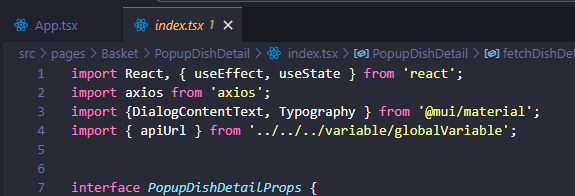 App.tsx index.tsx 1 ×
src > pages > Basket > PopupDishDetail > index.tsx > PopupDishDetail > fetchDishDe
1 import React, { useEffect, useState } from 'react';
2 import axios from 'axios';
3 import {DialogContentText, Typography } from '@mui/material';
4 import { apiUrl } from '../../../variable/globalVariable';
5
6
7 interface PopupDishDetailProps {